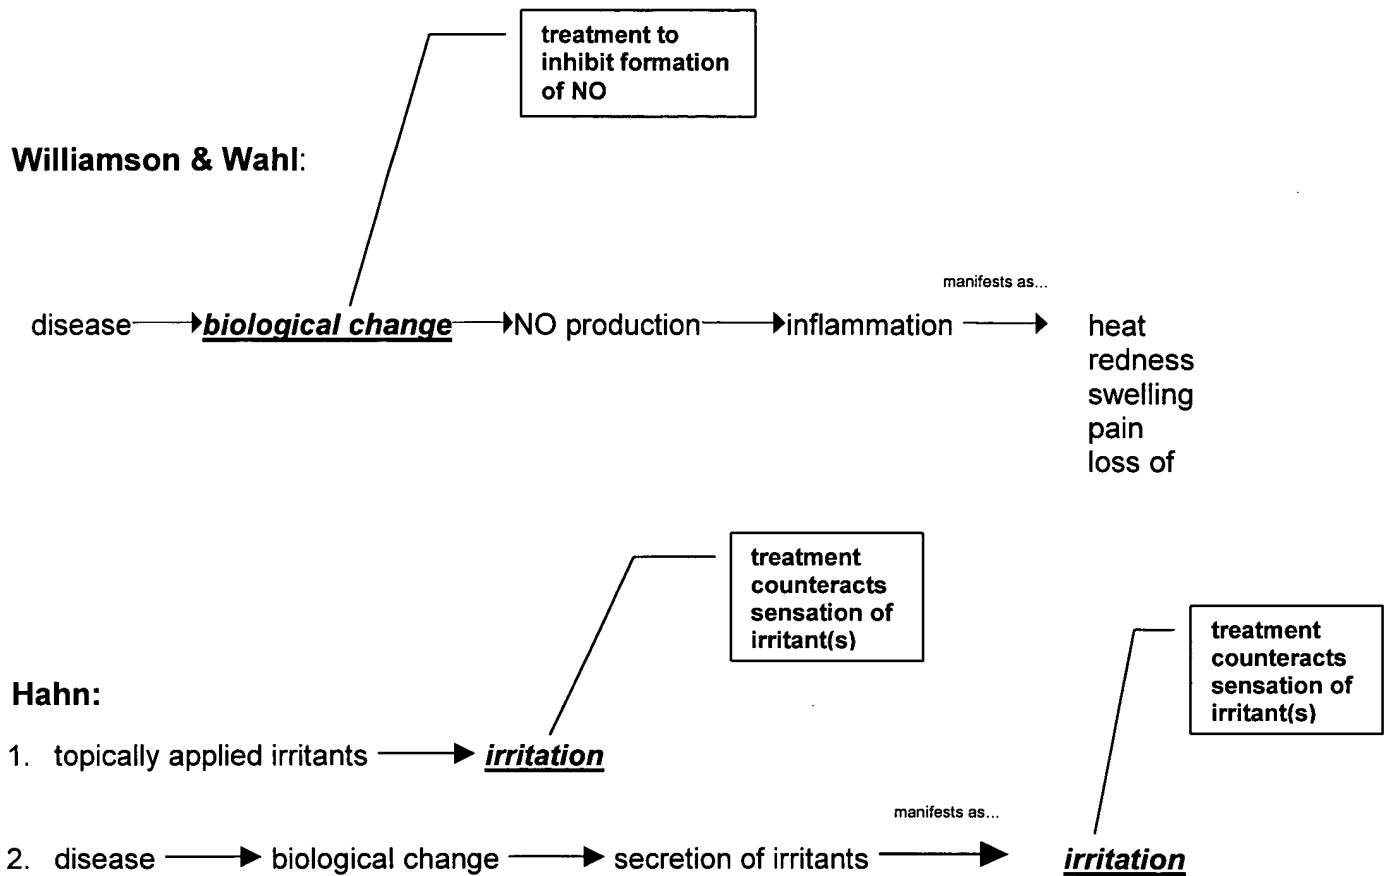 treatment to
inhibit formation
of NO
Williamson & Wahl:
manifests as...
disease biological change NO production inflammation heat
redness
swelling
pain
loss of
treatment
counteracts
sensation of
irritant(s)
treatment
counteracts
sensation of
irritant(s)
Hahn:
1. topically applied irritants irritation
manifests as...
2. disease biological change secretion of irritants irritation